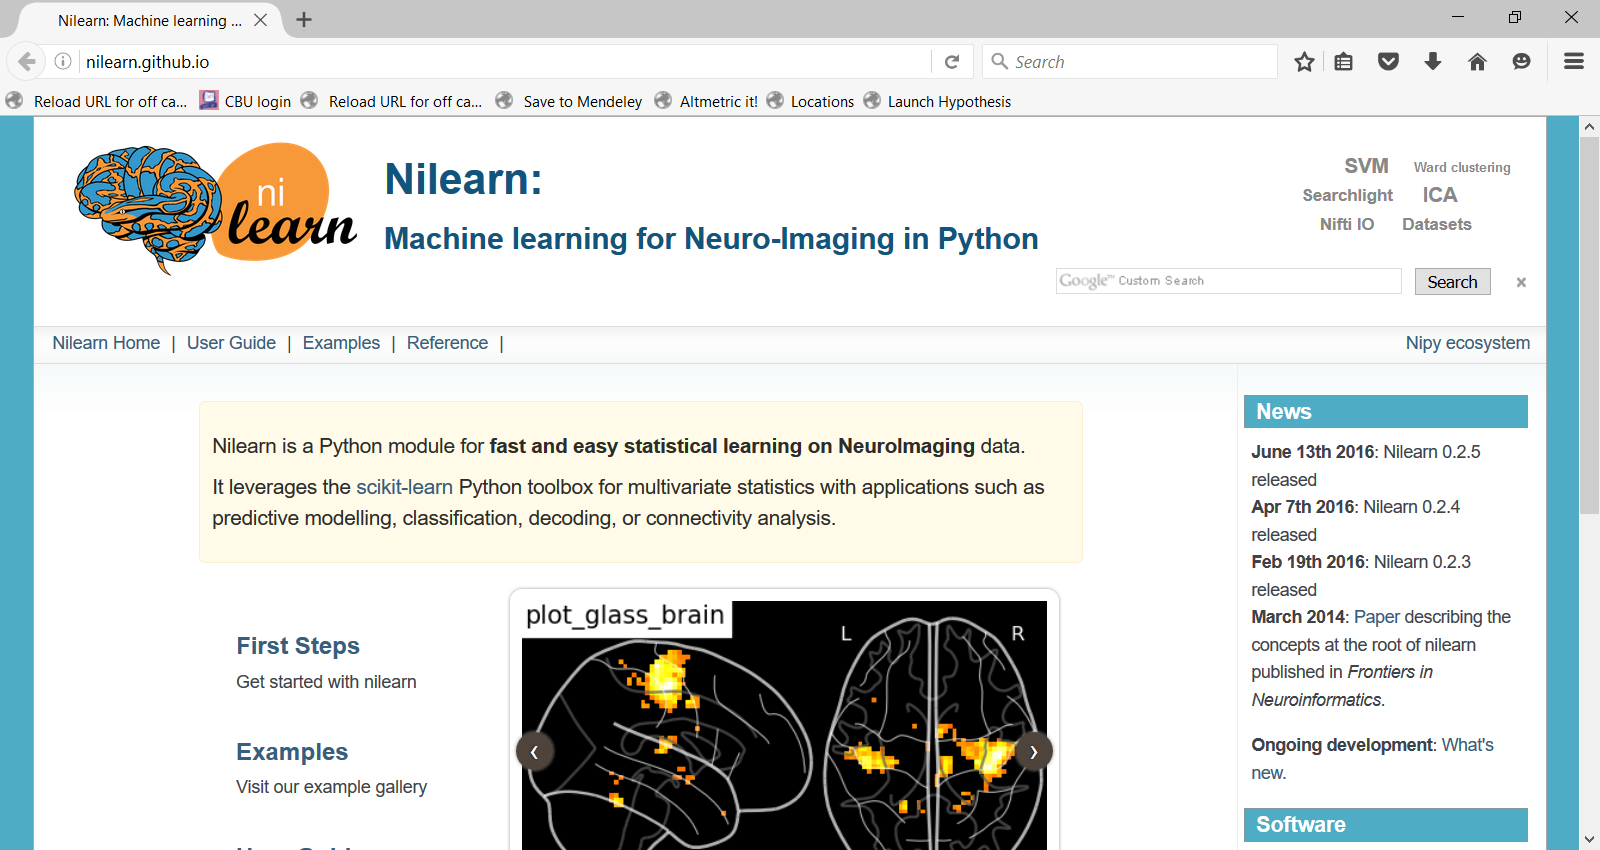 Nilearn: Machine learning ...
nilearn.github.io
Search
Reload URL for off ca...
CBU login
Reload URL for off ca...
Save to Mendeley
Altmetric it!
Locations
Launch Hypothesis
ni
learn
Nilearn:
Machine learning for Neuro-Imaging in Python
SVM Ward clustering
Searchlight ICA
Nifti IO Datasets
Google™ Custom Search
Search
×
Nilearn Home | User Guide | Examples | Reference |
Nipy ecosystem
Nilearn is a Python module for fast and easy statistical learning on NeuroImaging data.
It leverages the scikit-learn Python toolbox for multivariate statistics with applications such as
predictive modelling, classification, decoding, or connectivity analysis.
First Steps
Get started with nilearn
Examples
Visit our example gallery
plot_glass_brain
L R
News
June 13th 2016: Nilearn 0.2.5
released
Apr 7th 2016: Nilearn 0.2.4
released
Feb 19th 2016: Nilearn 0.2.3
released
March 2014: Paper describing the
concepts at the root of nilearn
published in Frontiers in
Neuroinformatics.
Ongoing development: What's
new.
Software